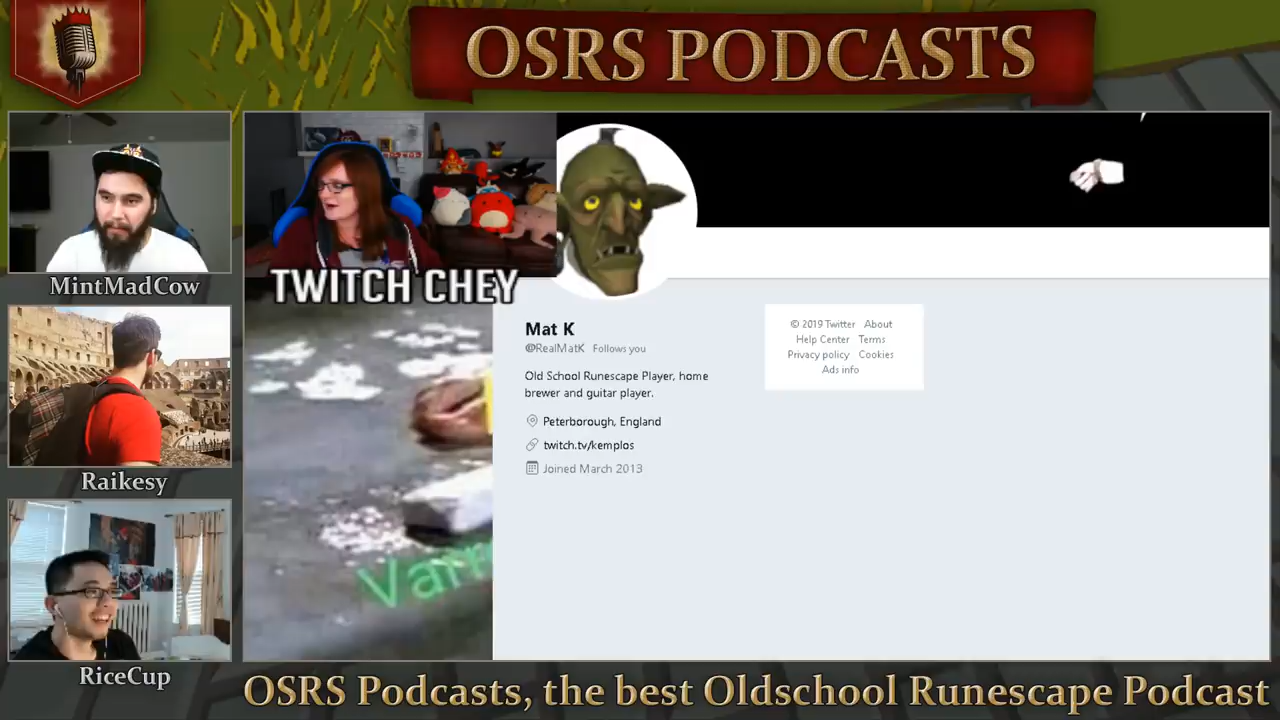 OSRS PODCASTS
MintMadCow
Raikesy
RiceCup
TWITCH CHEY
Mat K
@RealMatK Follows you
Old School Runescape Player, home
brewer and guitar player.
Peterborough, England
twitch.tv/kemplos
Joined March 2013
© 2019 Twitter About
Help Center Terms
Privacy policy Cookies
Ads info
OSRS Podcasts, the best Oldschool Runescape Podcast